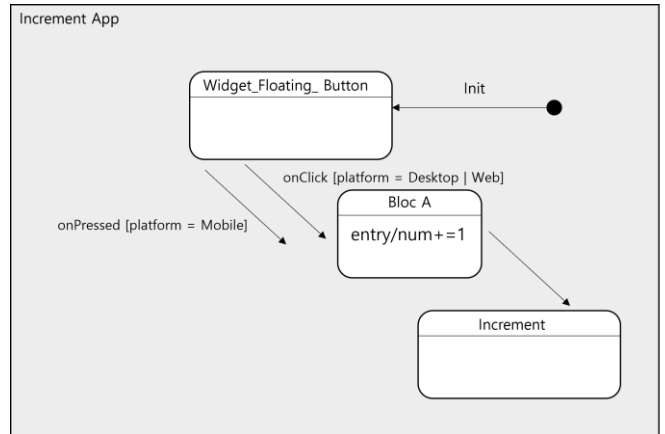 Increment App
Widget_Floating_ Button
Init
onClick [platform = Desktop | Web]
Bloc A
onPressed [platform = Mobile]
entry/num+=1
Increment